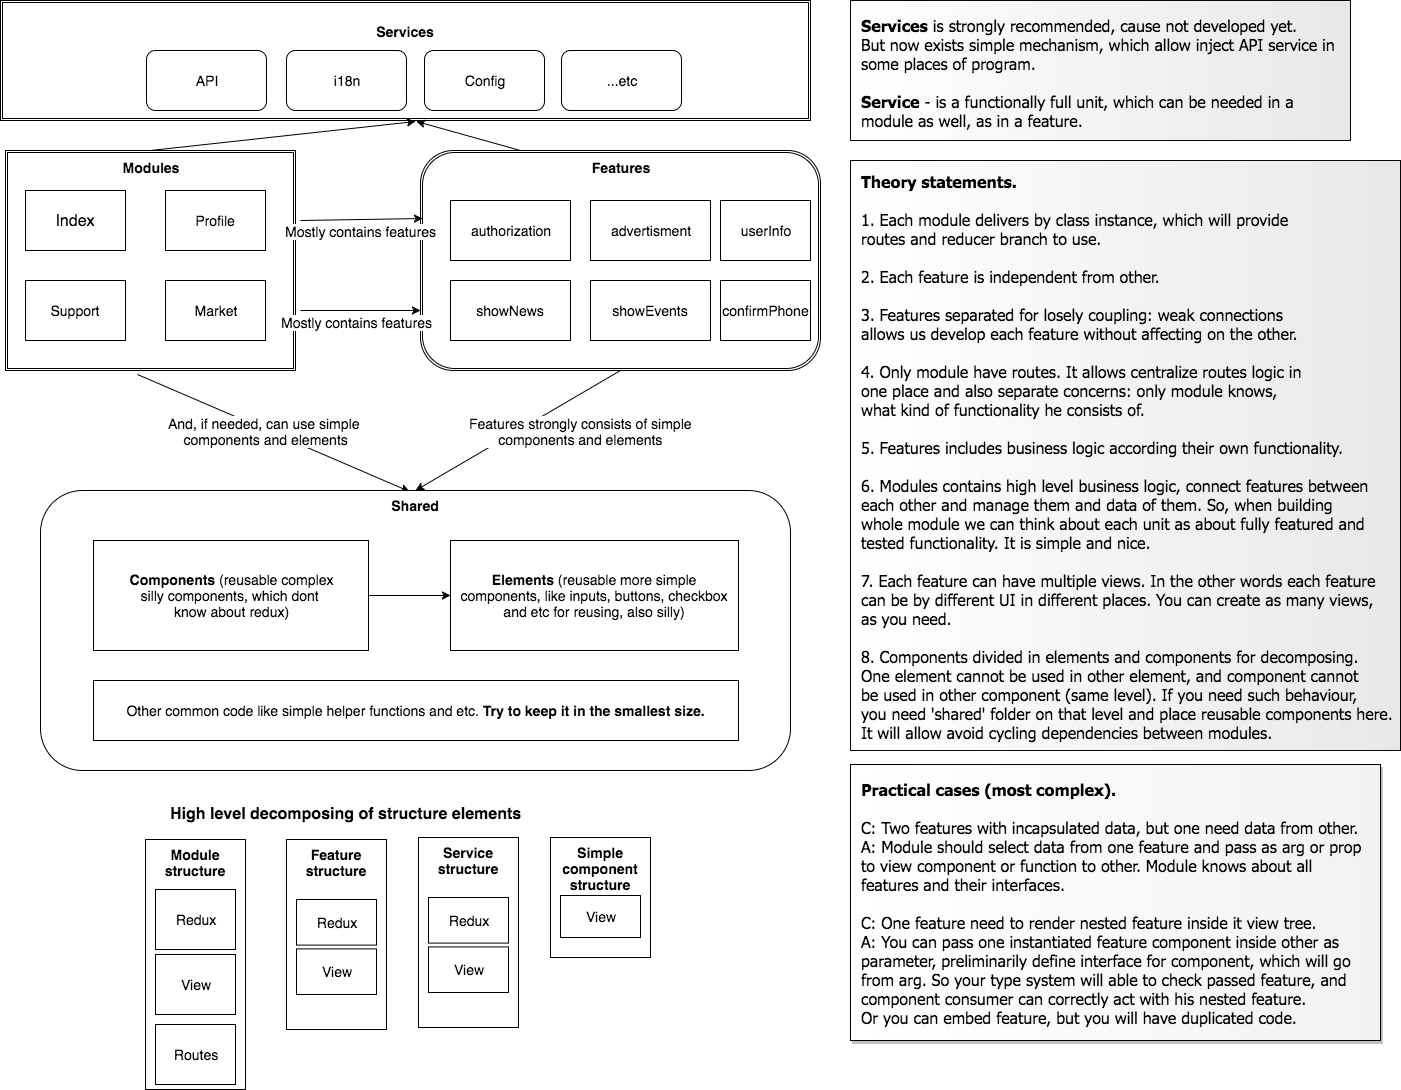 Services
API
i18n
Config
...etc
Modules
Index
Profile
Support
Market
Mostly contains features
Mostly contains features
Features
authorization
advertisment
userInfo
showNews
showEvents
confirmPhone
And, if needed, can use simple
components and elements
Features strongly consists of simple
components and elements
Shared
Components (reusable complex
silly components, which dont
know about redux)
Elements (reusable more simple
components, like inputs, buttons, checkbox
and etc for reusing, also silly)
Other common code like simple helper functions and etc. Try to keep it in the smallest size.
High level decomposing of structure elements
Module
structure
Redux
View
Routes
Feature
structure
Redux
View
Service
structure
Redux
View
Simple
component
structure
View
Services is strongly recommended, cause not developed yet.
But now exists simple mechanism, which allow inject API service in
some places of program.
Service - is a functionally full unit, which can be needed in a
module as well, as in a feature.
Theory statements.
1. Each module delivers by class instance, which will provide
routes and reducer branch to use.
2. Each feature is independent from other.
3. Features separated for losely coupling: weak connections
allows us develop each feature without affecting on the other.
4. Only module have routes. It allows centralize routes logic in
one place and also separate concerns: only module knows,
what kind of functionality he consists of.
5. Features includes business logic according their own functionality.
6. Modules contains high level business logic, connect features between
each other and manage them and data of them. So, when building
whole module we can think about each unit as about fully featured and
tested functionality. It is simple and nice.
7. Each feature can have multiple views. In the other words each feature
can be by different UI in different places. You can create as many views,
as you need.
8. Components divided in elements and components for decomposing.
One element cannot be used in other element, and component cannot
be used in other component (same level). If you need such behaviour,
you need 'shared' folder on that level and place reusable components here.
It will allow avoid cycling dependencies between modules.
Practical cases (most complex).
C: Two features with incapsulated data, but one need data from other.
A: Module should select data from one feature and pass as arg or prop
to view component or function to other. Module knows about all
features and their interfaces.
C: One feature need to render nested feature inside it view tree.
A: You can pass one instantiated feature component inside other as
parameter, preliminarily define interface for component, which will go
from arg. So your type system will able to check passed feature, and
component consumer can correctly act with his nested feature.
Or you can embed feature, but you will have duplicated code.